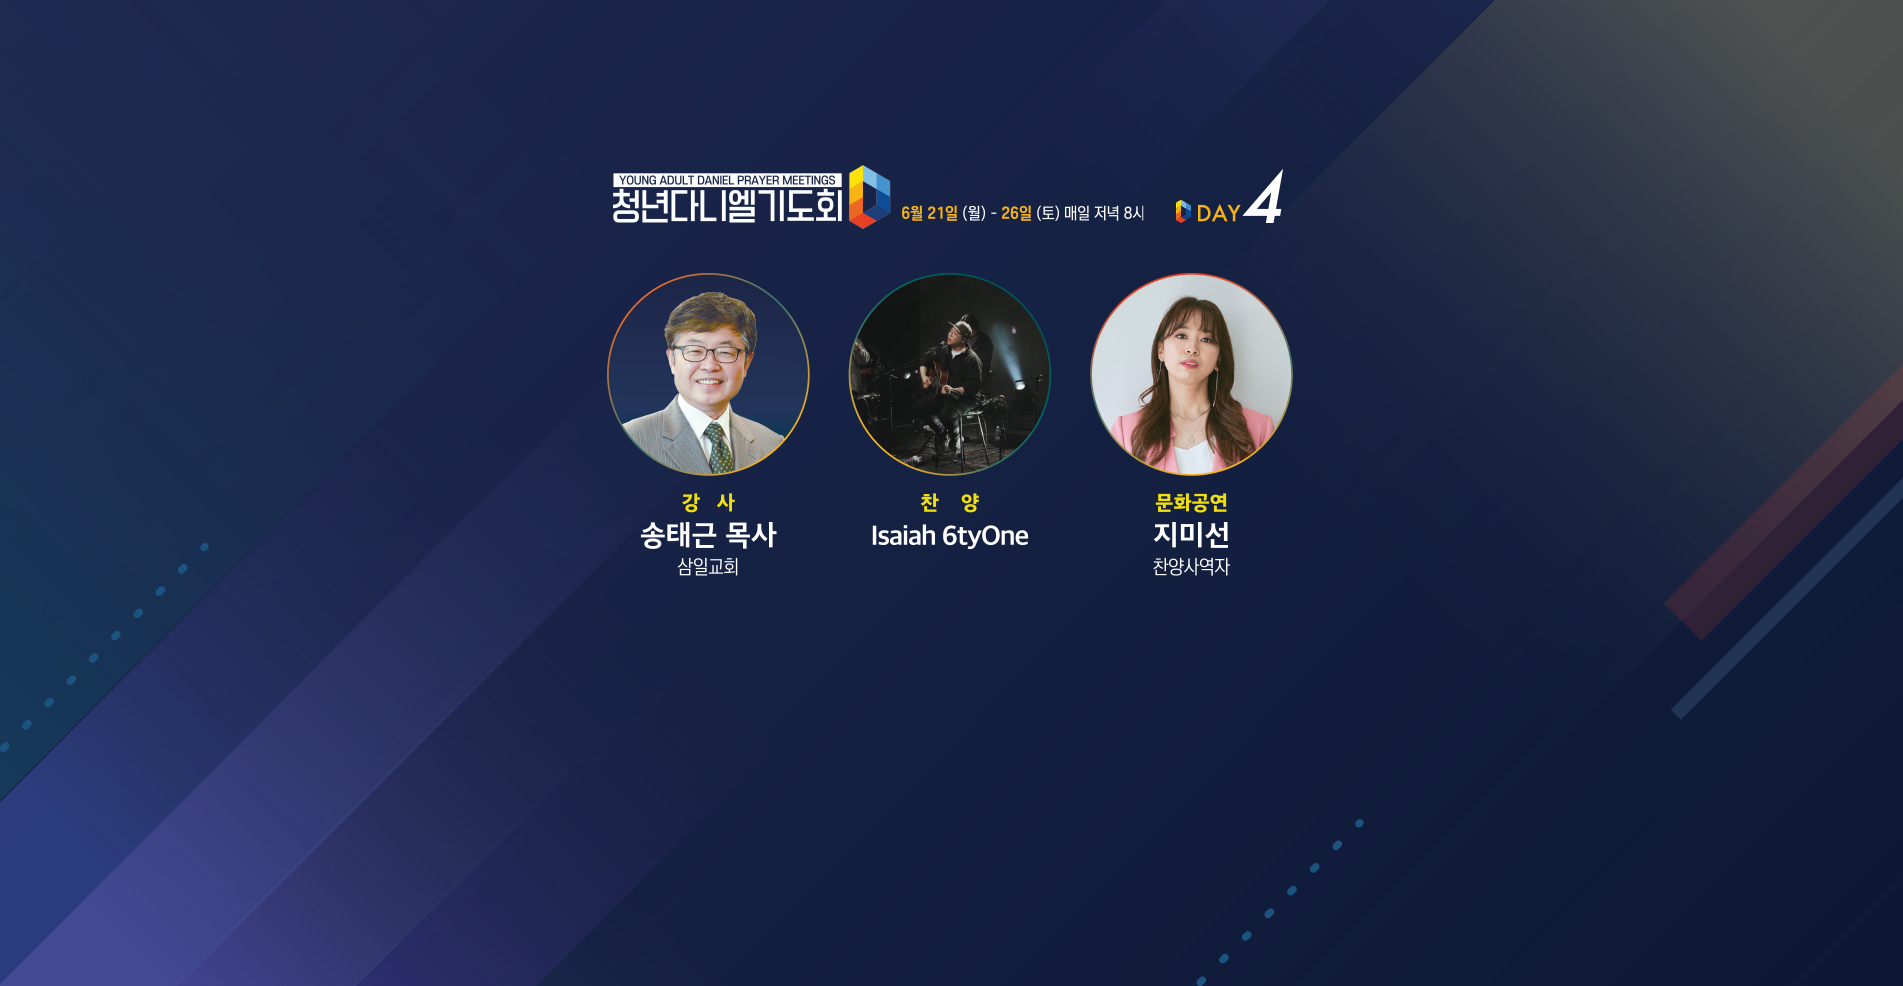 YOUNG ADULT DANIEL PRAYER MEETINGS
청년다니엘기도회
6월 21일 (월) - 26일 (토) 매일 저녁 8시
DAY 4
강 사
송태근 목사
삼일교회
찬 양
Isaiah 6tyOne
문화공연
지미선
찬양사역자